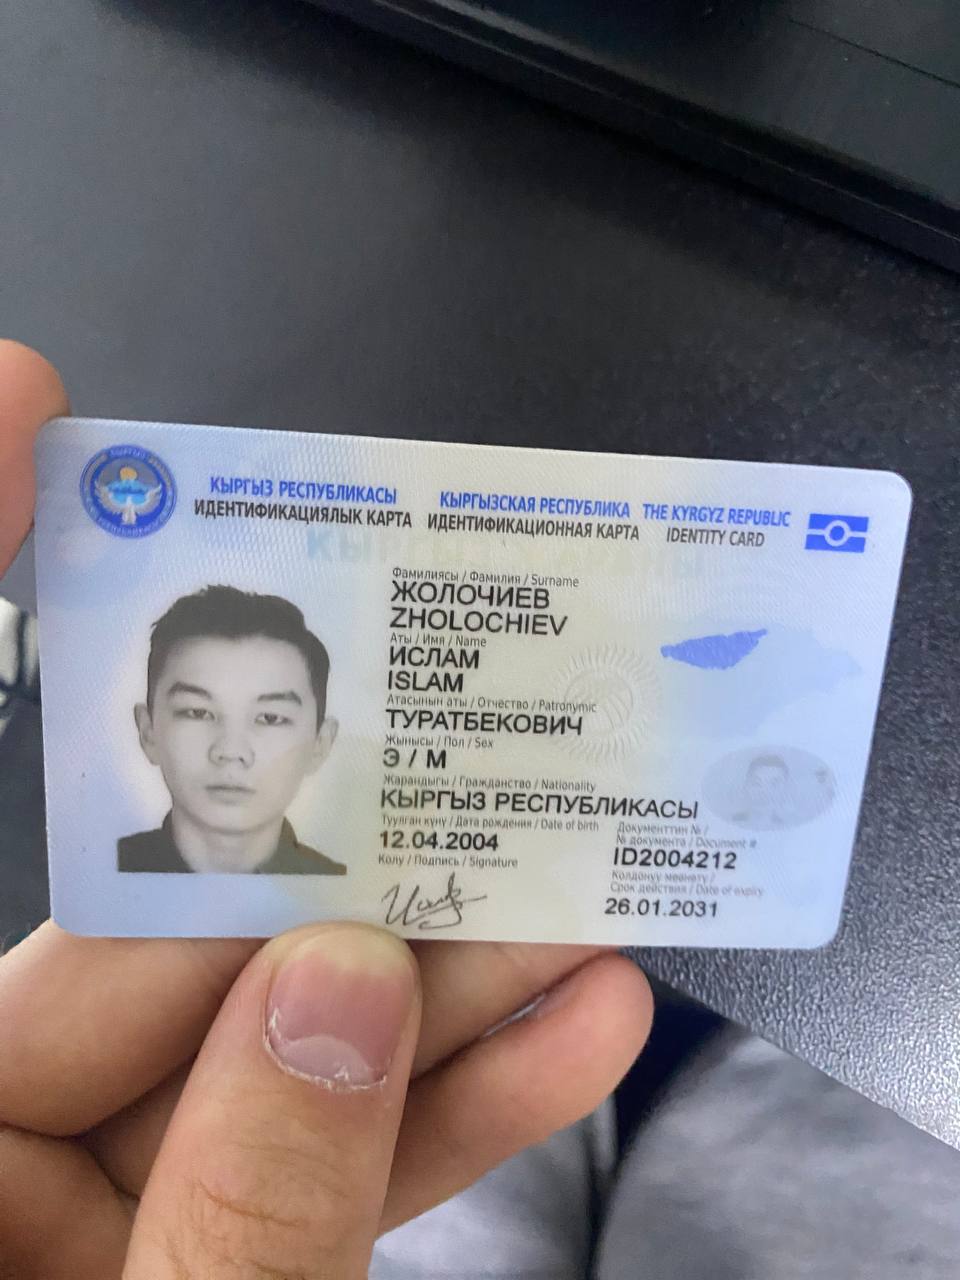 КЫРГЫЗ РЕСПУБЛИКАСЫ
ИДЕНТИФИКАЦИЯЛЫК КАРТА
КЫРГЫЗСКАЯ РЕСПУБЛИКА
ИДЕНТИФИКАЦИОННАЯ КАРТА
THE KYRGYZ REPUBLIC
IDENTITY CARD
Фамилиясы / Фамилия / Surname
ЖОЛОЧИЕВ
ZHOLOCHIEV
Аты / Имя / Name
ИСЛАМ
ISLAM
Атасынын аты / Отчество / Patronymic
ТУРАТБЕКОВИЧ
Жынысы / Пол / Sex
Э / М
Жарандыгы / Гражданство / Nationality
КЫРГЫЗ РЕСПУБЛИКАСЫ
Туулган күнү / Дата рождения / Date of birth
12.04.2004
Документтин № /
№ документа / Document #
ID2004212
Колу / Подпись / Signature
Колдонуу мөөнөтү /
Срок действия / Date of expiry
26.01.2031